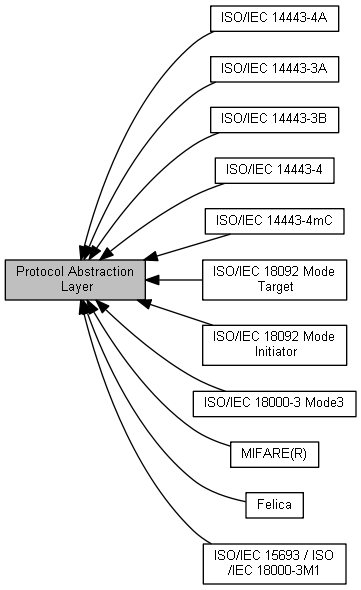 ISO/IEC 14443-4A
ISO/IEC 14443-3A
ISO/IEC 14443-3B
ISO/IEC 14443-4
ISO/IEC 14443-4mC
Protocol Abstraction
Layer
ISO/IEC 18092 Mode
Target
ISO/IEC 18092 Mode
Initiator
ISO/IEC 18000-3 Mode3
MIFARE(R)
Felica
ISO/IEC 15693 / ISO
/IEC 18000-3M1